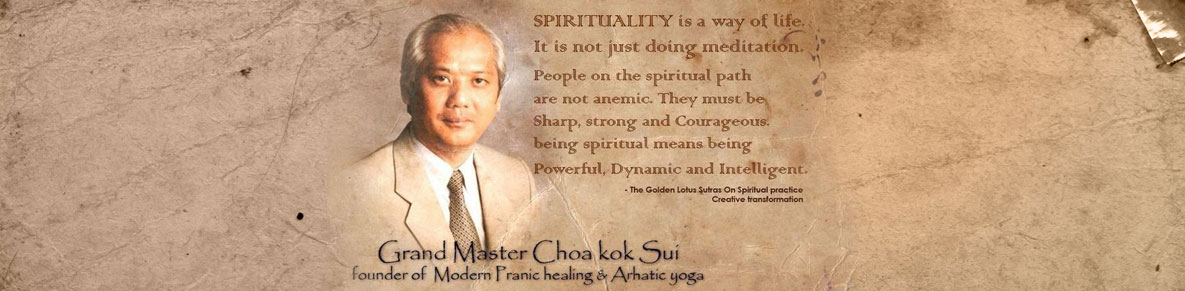 SPIRITUALITY is a way of life.
It is not just doing meditation.
People on the spiritual path
are not anemic. They must be
Sharp, strong and Courageous.
being spiritual means being
Powerful, Dynamic and Intelligent.
- The Golden Lotus Sutras On Spiritual practice
Creative transformation
Grand Master Choa kok Sui
founder of Modern Pranic healing & Arhatic yoga